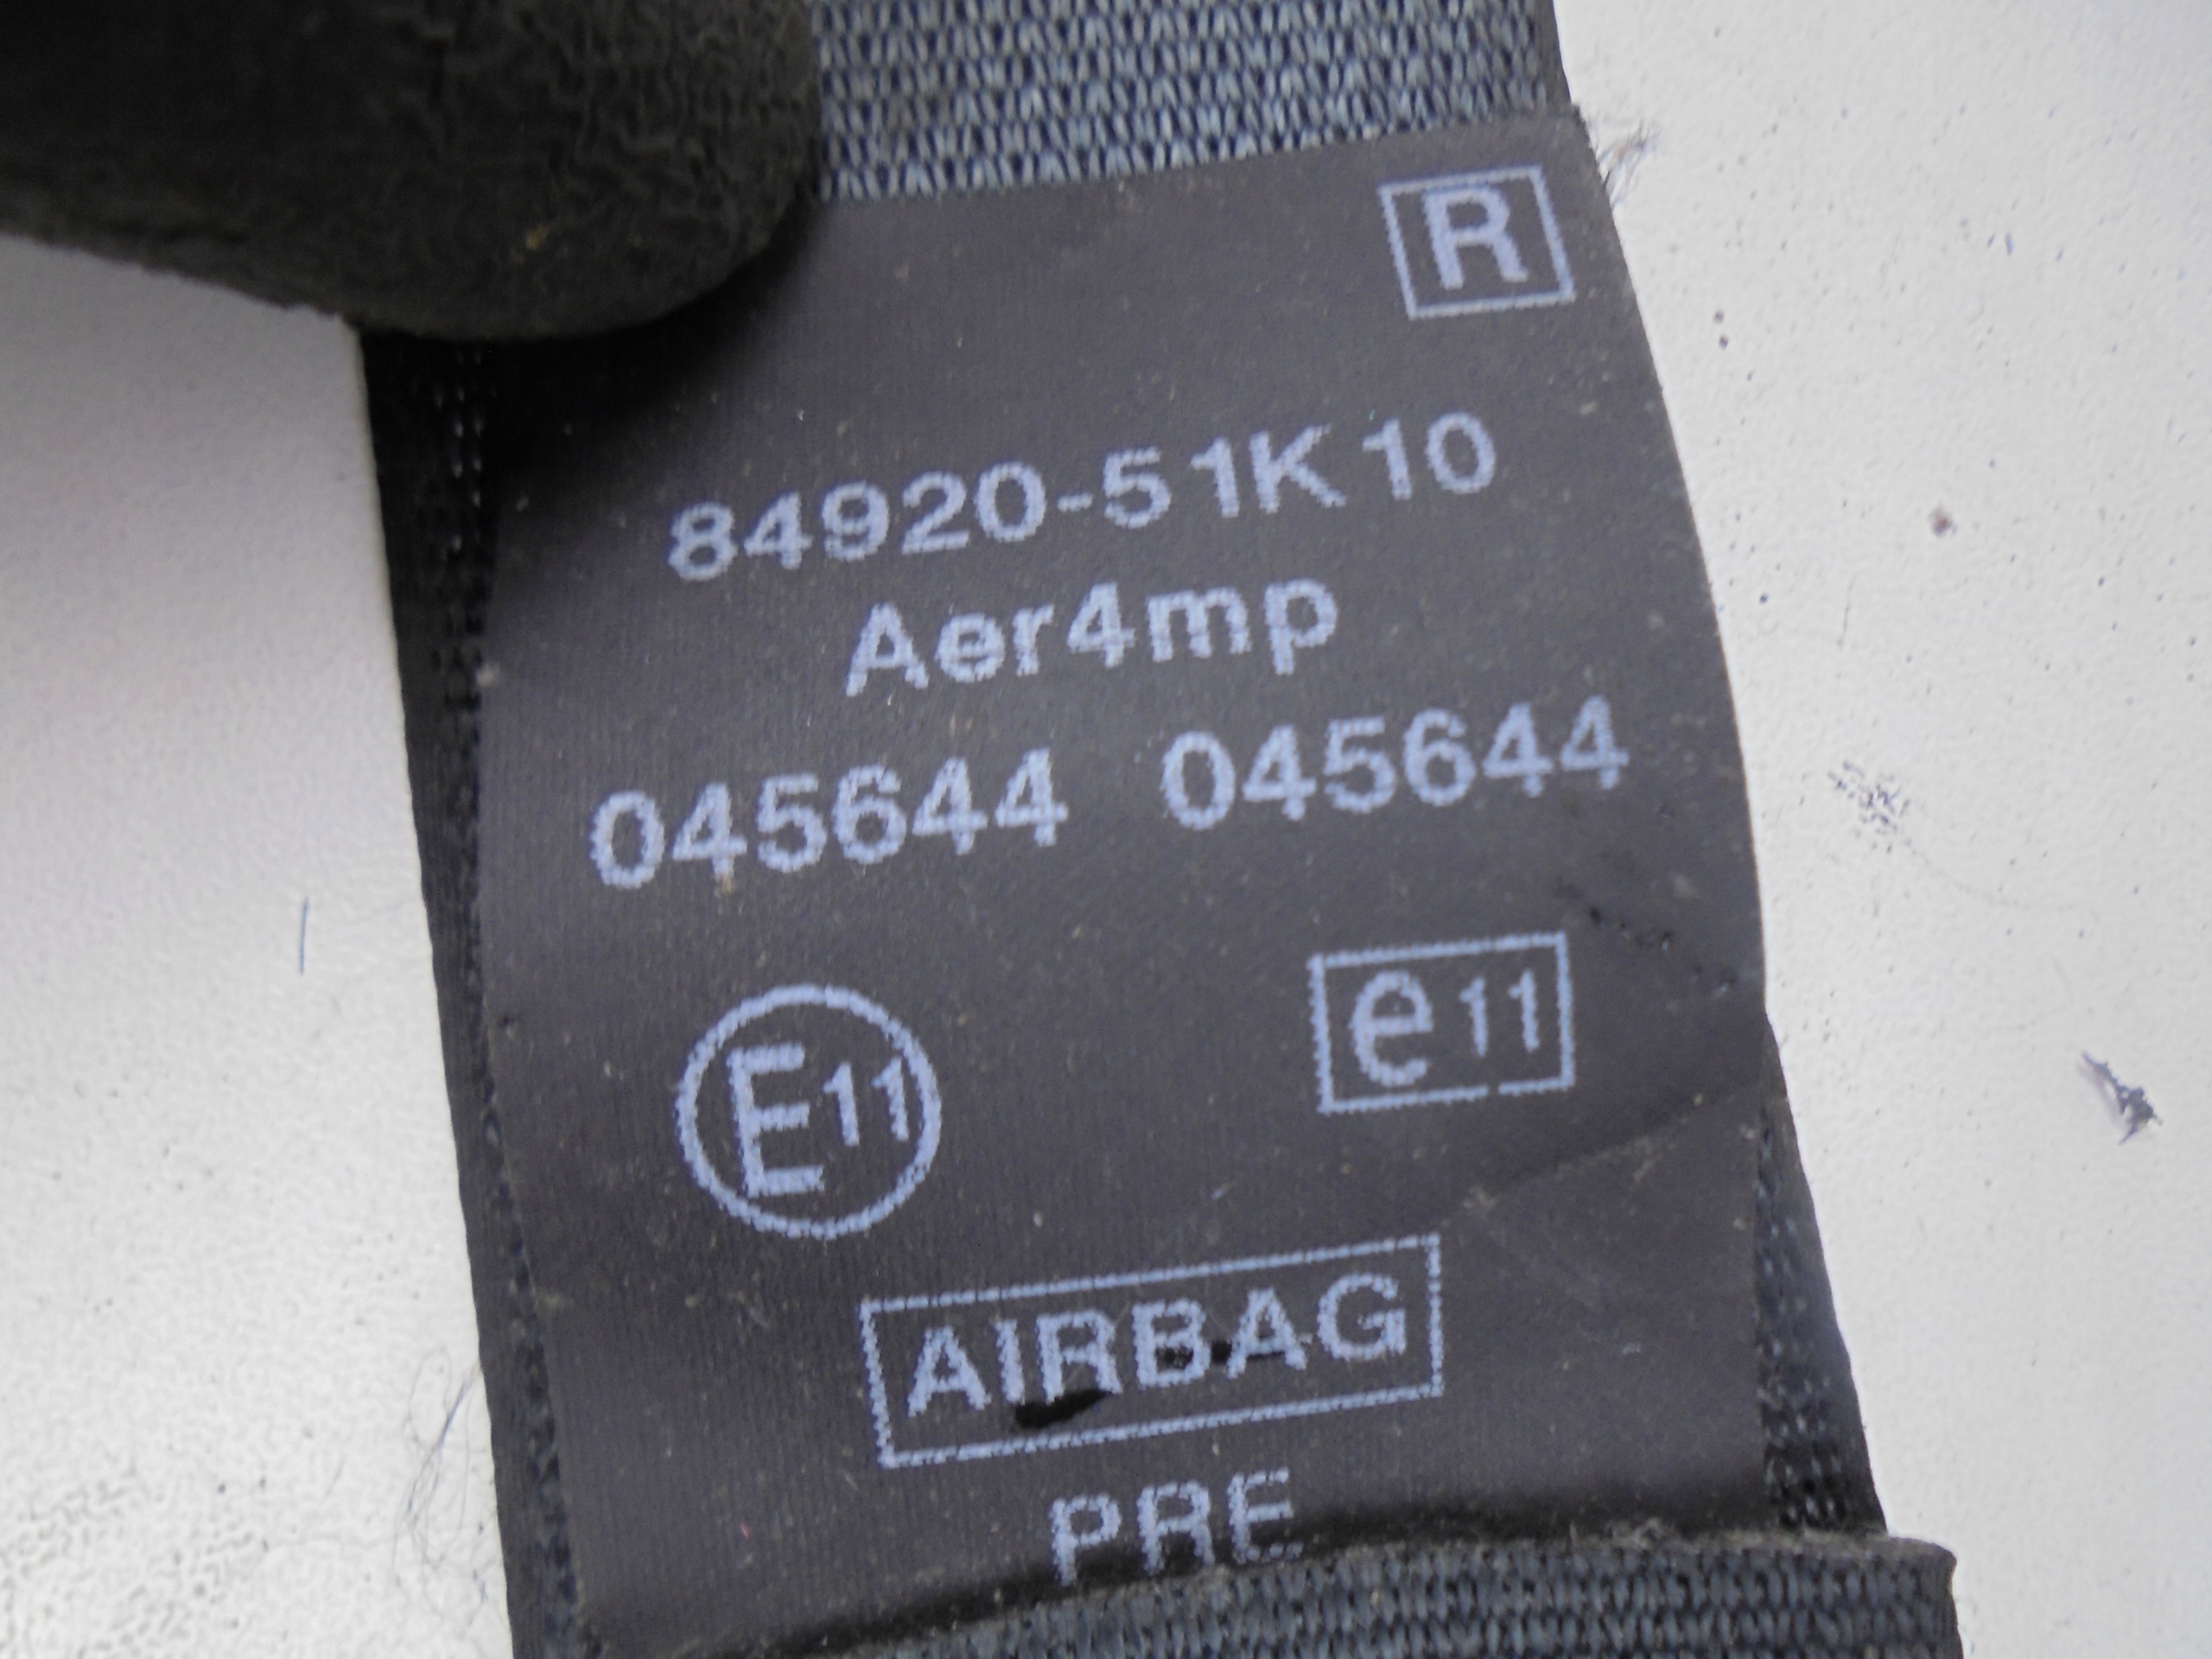 R
84920-51K10
Aer4mp
045644 045644
E11 e11
AIRBAG
PRE